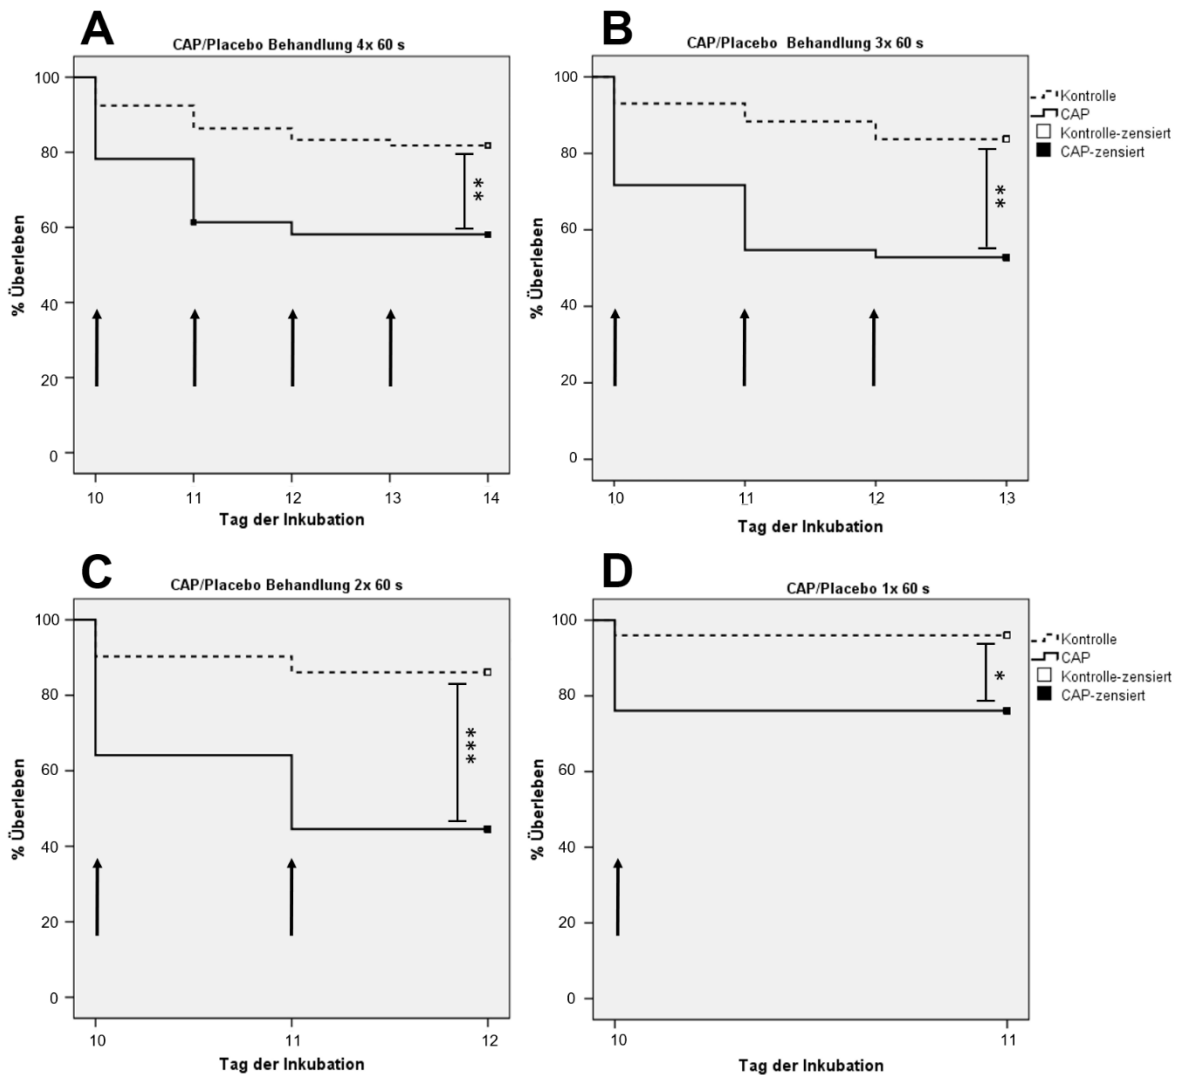 A
CAP/Placebo Behandlung 4x 60 s
% Überleben
100
80
60
40
20
0
**
10 11 12 13 14
Tag der Inkubation
B
CAP/Placebo Behandlung 3x 60 s
% Überleben
100
80
60
40
20
0
**
10 11 12 13
Tag der Inkubation
Kontrolle
CAP
Kontrolle-zensiert
CAP-zensiert
C
CAP/Placebo Behandlung 2x 60 s
% Überleben
100
80
60
40
20
0
***
10 11 12
Tag der Inkubation
D
CAP/Placebo 1x 60 s
% Überleben
100
80
60
40
20
0
*
10 11
Tag der Inkubation
Kontrolle
CAP
Kontrolle-zensiert
CAP-zensiert